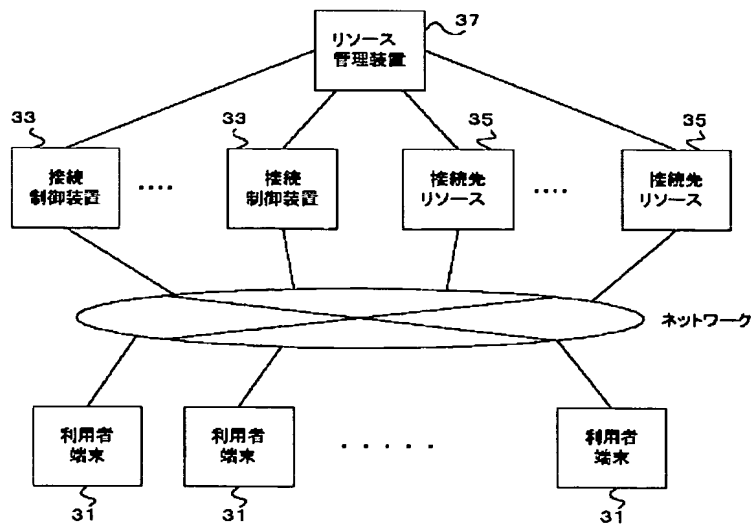 37
リソース
管理装置
33
33
35
35
接続
制御装置
‥‥
接続
制御装置
接続先
リソース
‥‥
接続先
リソース
ネットワーク
利用者
端末
利用者
端末
・・・・・
利用者
端末
31
31
31